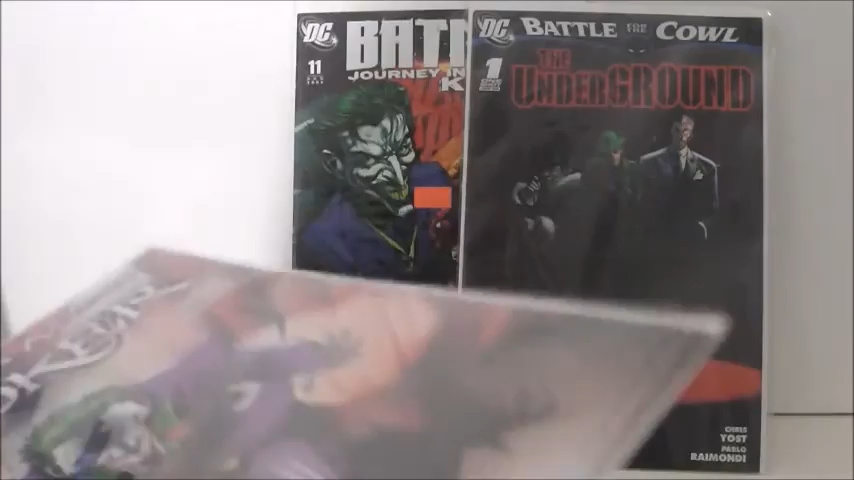 DC
11
BATM
JOURNEY IN
K
DC BATTLE FOR THE COWL
1
THE
UNDERGROUND
CHRIS
YOST
PABLO
RAIMONDI